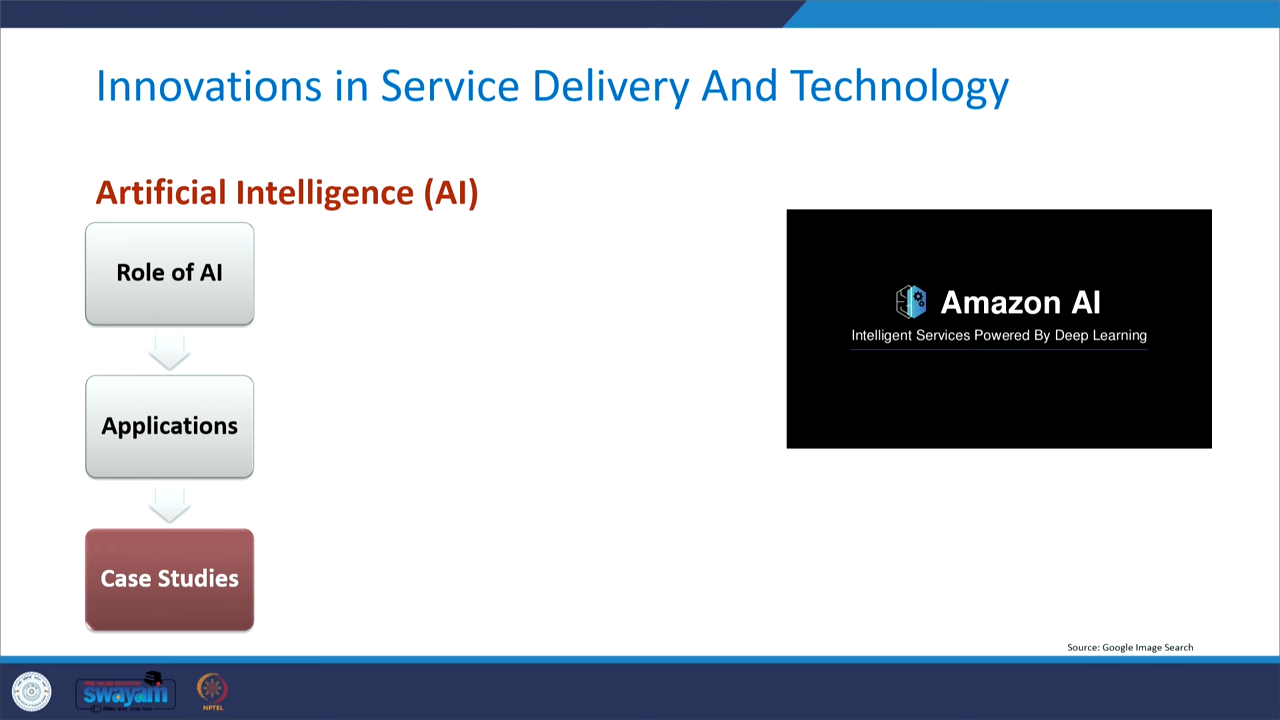 Innovations in Service Delivery And Technology
Artificial Intelligence (AI)
Role of AI
Applications
Case Studies
Amazon AI
Intelligent Services Powered By Deep Learning
Source: Google Image Search
swayam
NPTEL